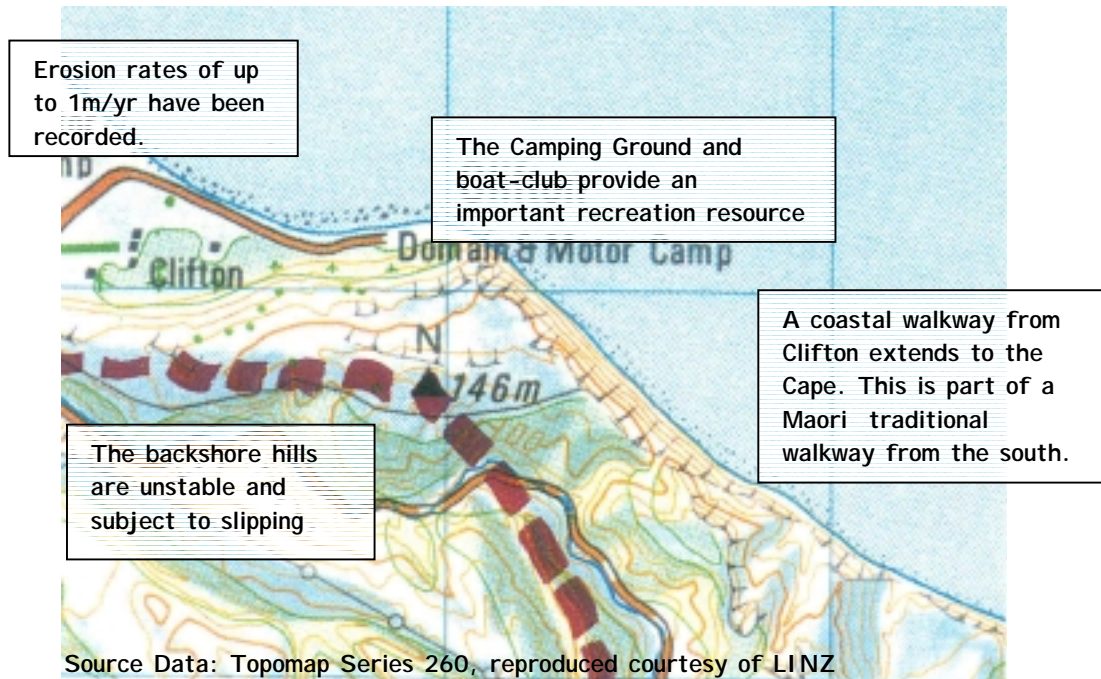 Erosion rates of up
to 1m/yr have been
recorded.
The Camping Ground and
boat-club provide an
important recreation resource
Domain & Motor Camp
Clifton
A coastal walkway from
Clifton extends to the
Cape. This is part of a
Maori traditional
walkway from the south.
N
146m
The backshore hills
are unstable and
subject to slipping
Source Data: Topomap Series 260, reproduced courtesy of LINZ